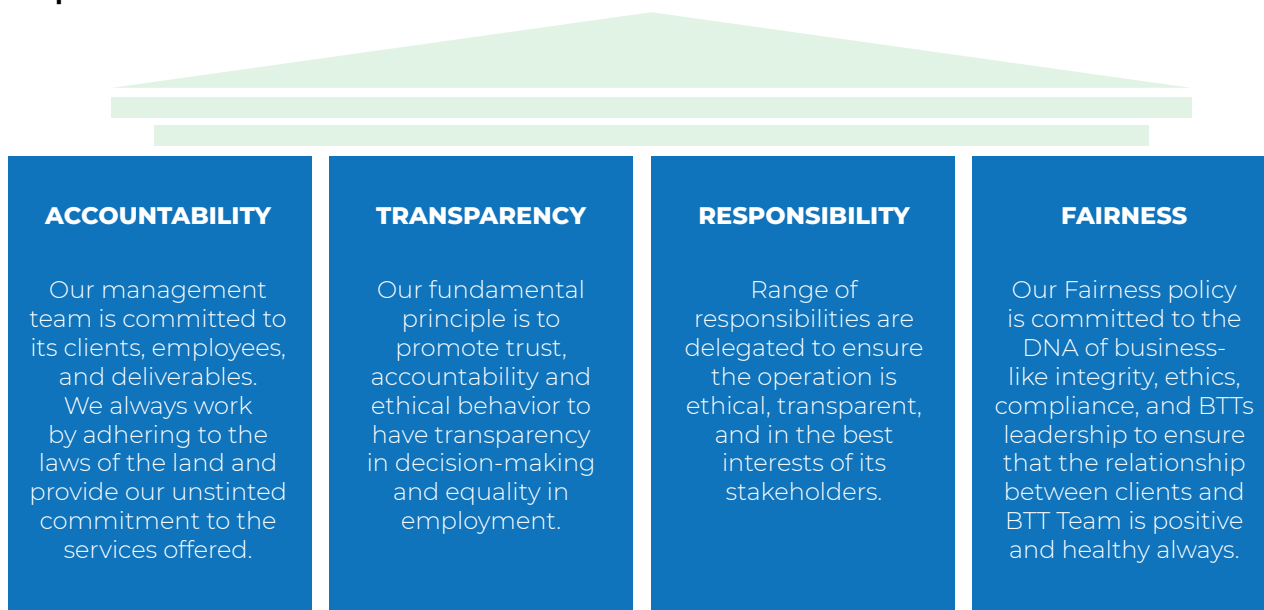 ACCOUNTABILITY
Our management
team is committed to
its clients, employees,
and deliverables.
We always work
by adhering to the
laws of the land and
provide our unstinted
commitment to the
services offered.
TRANSPARENCY
Our fundamental
principle is to
promote trust,
accountability and
ethical behavior to
have transparency
in decision-making
and equality in
employment.
RESPONSIBILITY
Range of
responsibilities are
delegated to ensure
the operation is
ethical, transparent,
and in the best
interests of its
stakeholders.
FAIRNESS
Our Fairness policy
is committed to the
DNA of business-
like integrity, ethics,
compliance, and BTTs
leadership to ensure
that the relationship
between clients and
BTT Team is positive
and healthy always.